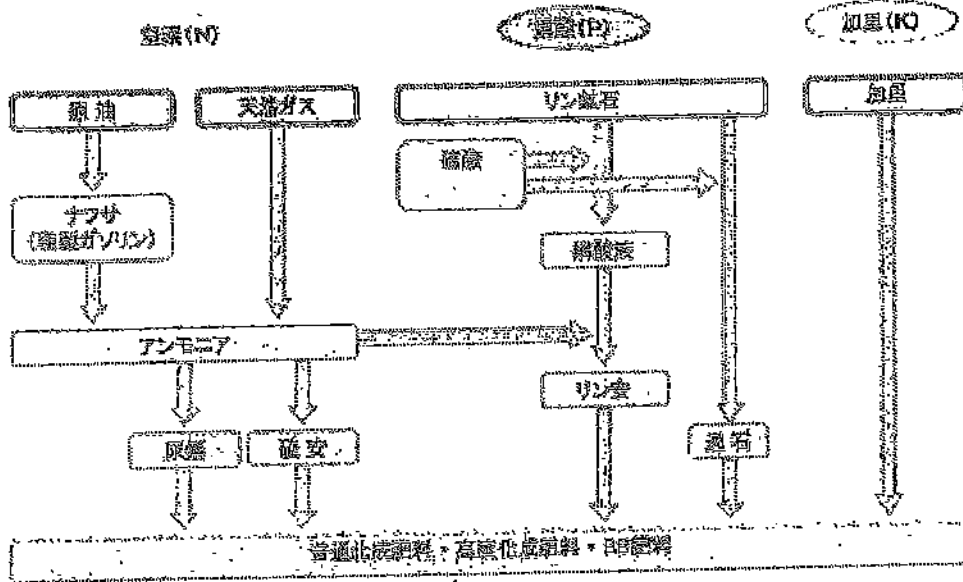 窒素(N)
燐酸(P)
加里(K)
原油
天然ガス
リン鉱石
加里
硫酸
ナフサ
(粗製ガソリン)
燐酸液
アンモニア
リン安
尿素
硫安
過石
普通化成肥料・高度化成肥料・BB肥料